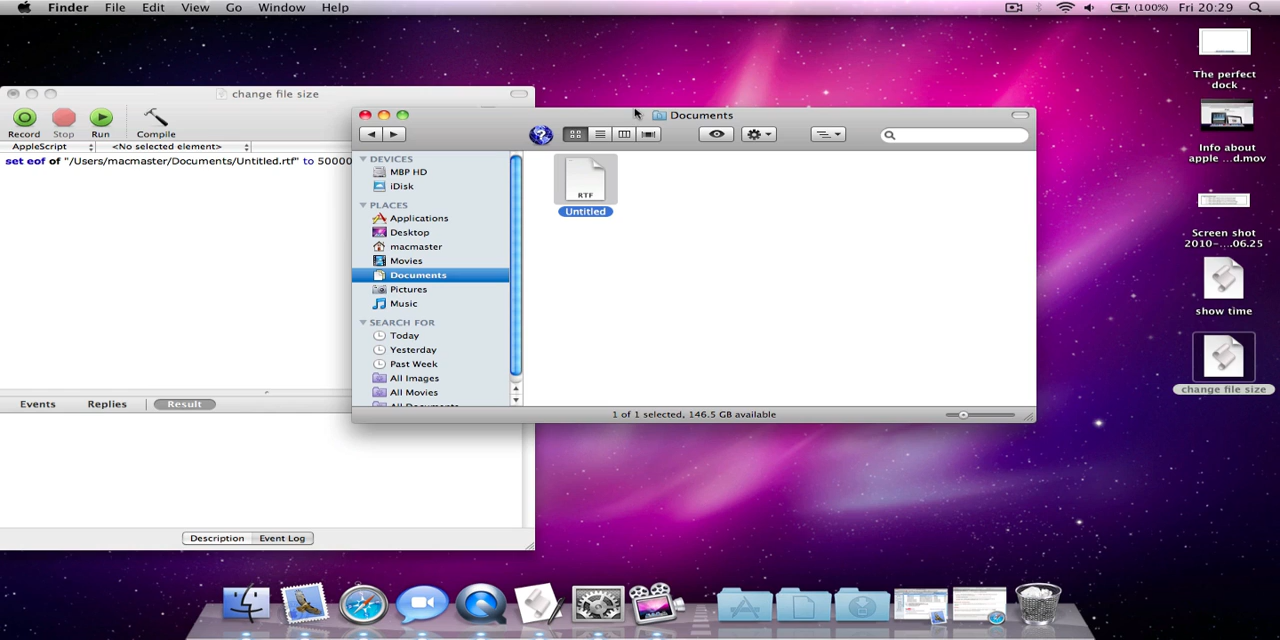 Finder File Edit View Go Window Help
(100%) Fri 20:29
change file size
Record Stop Run Compile
AppleScript <No selected element>
set eof of "/Users/macmaster/Documents/Untitled.rtf" to 50000
Events Replies Result
Description Event Log
Documents
DEVICES
MBP HD
iDisk
PLACES
Applications
Desktop
macmaster
Movies
Documents
Pictures
Music
SEARCH FOR
Today
Yesterday
Past Week
All Images
All Movies
All Documents
RTF
Untitled
1 of 1 selected, 146.5 GB available
The perfect
dock
Info about
apple ...d.mov
Screen shot
2010-....06.25
show time
change file size